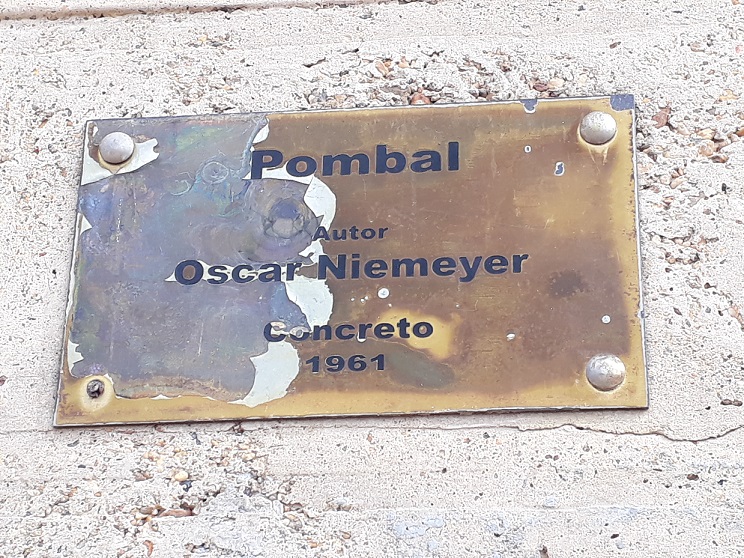 Pombal
Autor
Oscar Niemeyer
Concreto
1961